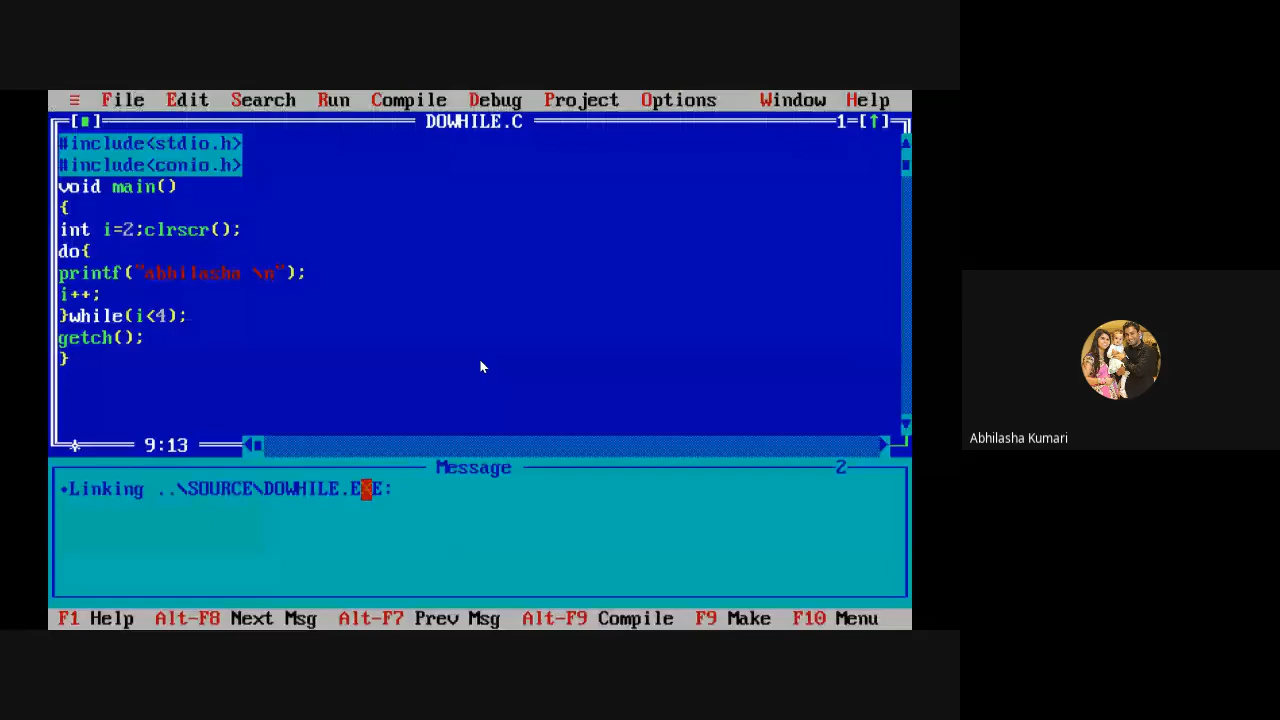 ≡ File Edit Search Run Compile Debug Project Options Window Help
[■] DOWHILE.C 1=[↑]
#include<stdio.h>
#include<conio.h>
void main()
{
int i=2;clrscr();
do{
printf("abhilasha \n");
i++;
}while(i<4);
getch();
}
9:13
Message 2
•Linking ..\SOURCE\DOWHILE.EXE:
F1 Help Alt-F8 Next Msg Alt-F7 Prev Msg Alt-F9 Compile F9 Make F10 Menu
Abhilasha Kumari